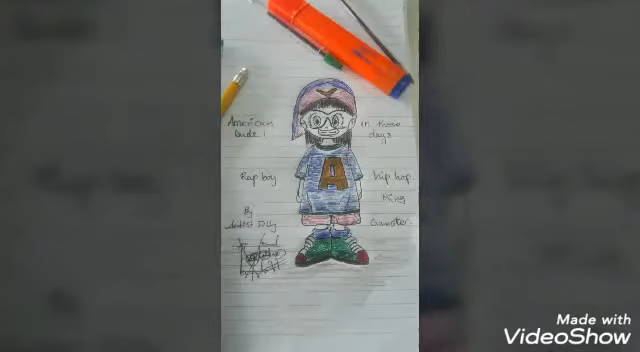 American
Dude !
in those
days
Rap boy
hip hop
King
By
Gangster
A
Made with
VideoShow